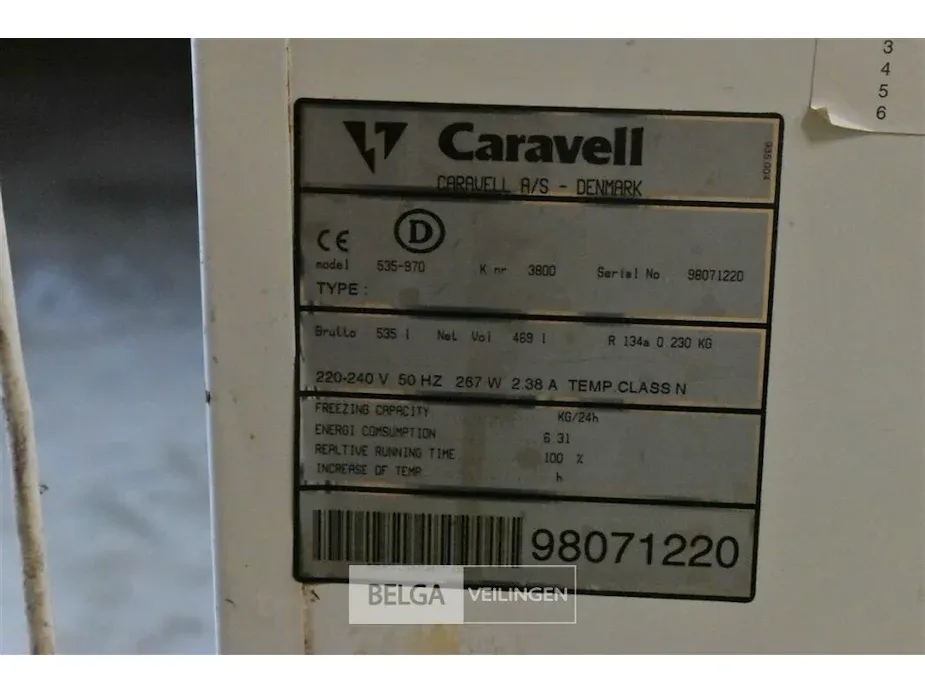 3
4
5
6
Caravell
936.004
CARAVELL A/S - DENMARK
CE D
model 535-970 K nr 3800 Serial No 98071220
TYPE :
Brutto 535 l Net Vol 469 l R 134a 0.230 KG
220-240 V 50 HZ 267 W 2.38 A TEMP.CLASS N
FREEZING CAPACITY KG/24h
ENERGI CONSUMPTION 6.31
REALTIVE RUNNING TIME 100 %
INCREASE OF TEMP h
98071220
BELGA VEILINGEN